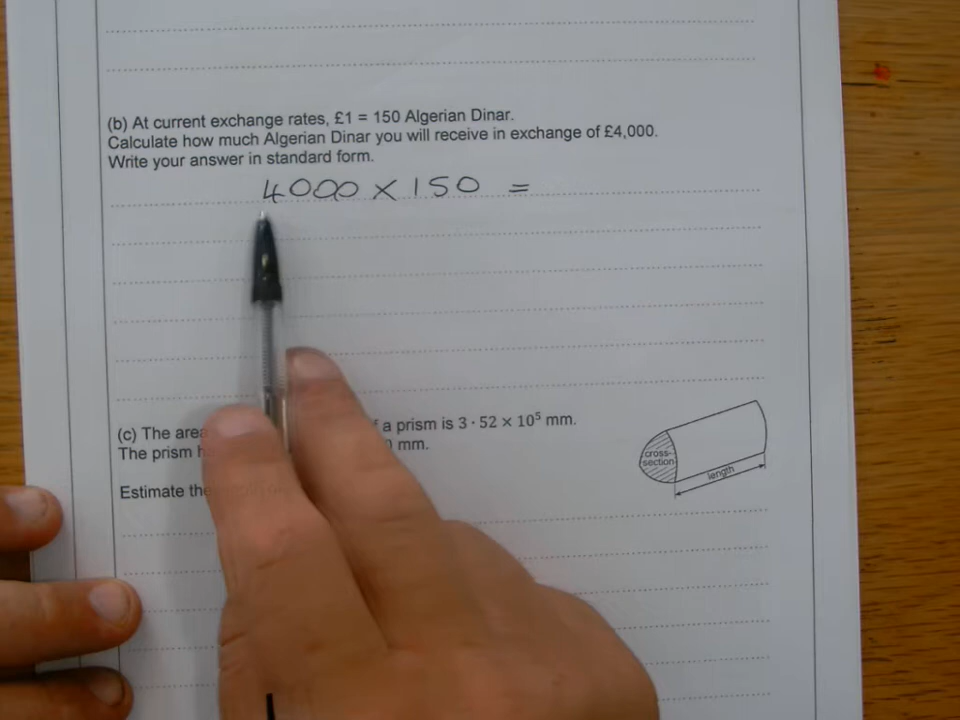 (b) At current exchange rates, £1 = 150 Algerian Dinar.
Calculate how much Algerian Dinar you will receive in exchange of £4,000.
Write your answer in standard form.
4000 × 150 =
(c) The area a prism is 3·52 × 10⁵ mm.
The prism mm.
Estimate the
cross-
section
length